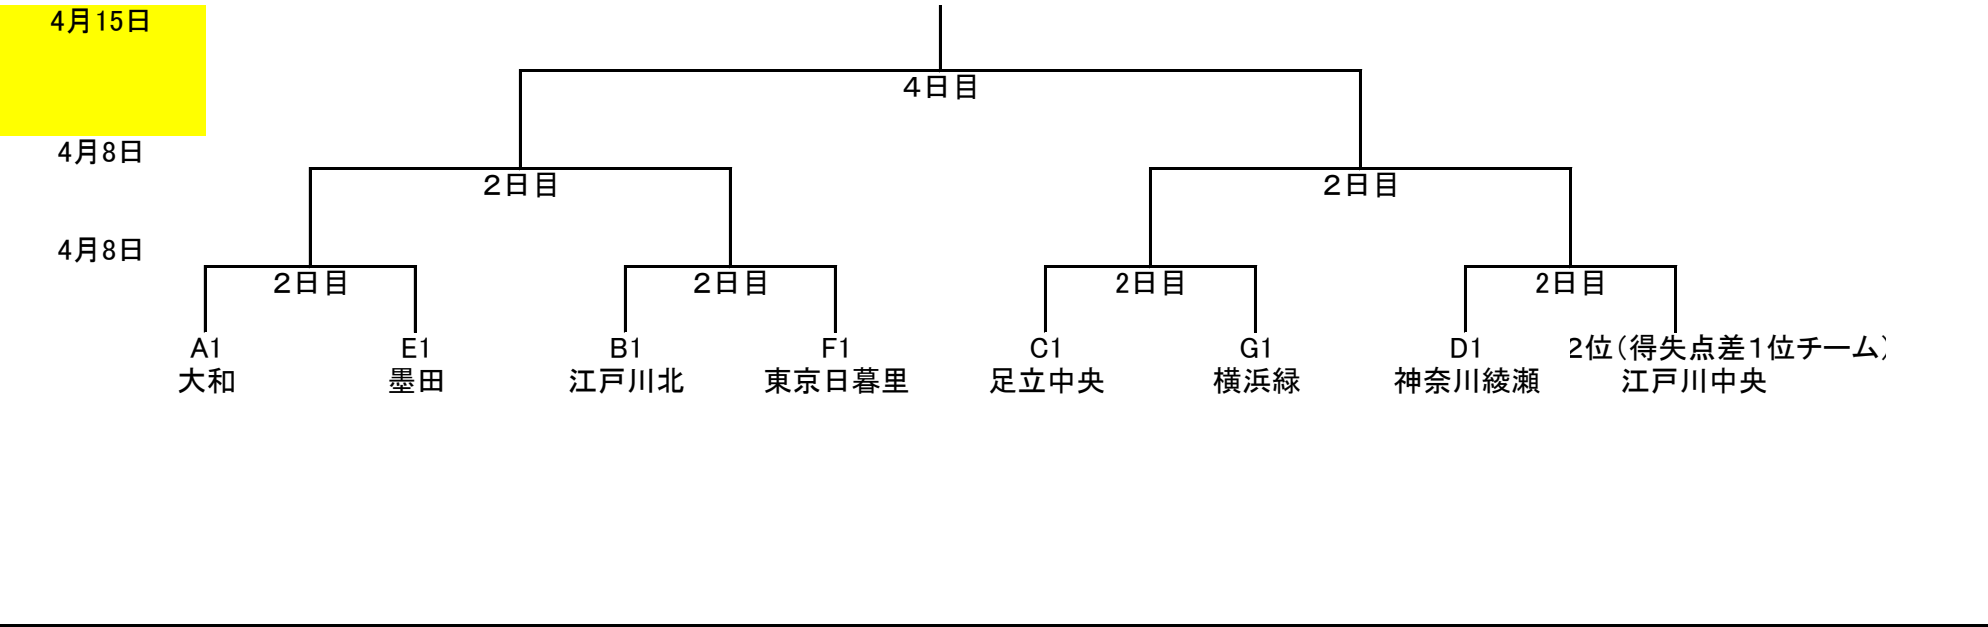 4月15日
４日目
4月8日
２日目
２日目
4月8日
２日目
２日目
2日目
2日目
A1
E1
B1
F1
C1
G1
D1
2位（得失点差１位チーム）
大和
墨田
江戸川北
東京日暮里
足立中央
横浜緑
神奈川綾瀬
江戸川中央